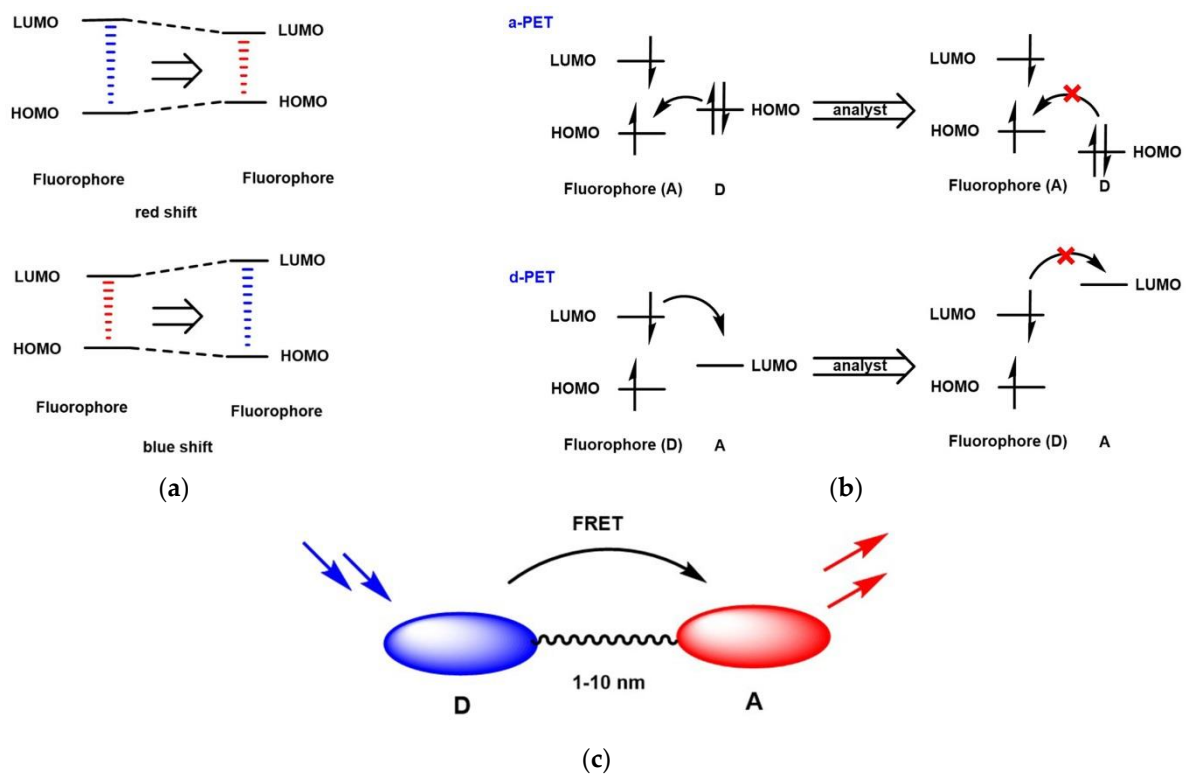 LUMO
LUMO
HOMO
HOMO
Fluorophore
Fluorophore
red shift
LUMO
LUMO
HOMO
HOMO
Fluorophore
Fluorophore
blue shift
(a)
a-PET
LUMO
HOMO
HOMO
Fluorophore (A)
D
analyst
LUMO
HOMO
HOMO
Fluorophore (A)
D
d-PET
LUMO
HOMO
LUMO
Fluorophore (D)
A
analyst
LUMO
LUMO
HOMO
Fluorophore (D)
A
(b)
FRET
1-10 nm
D
A
(c)